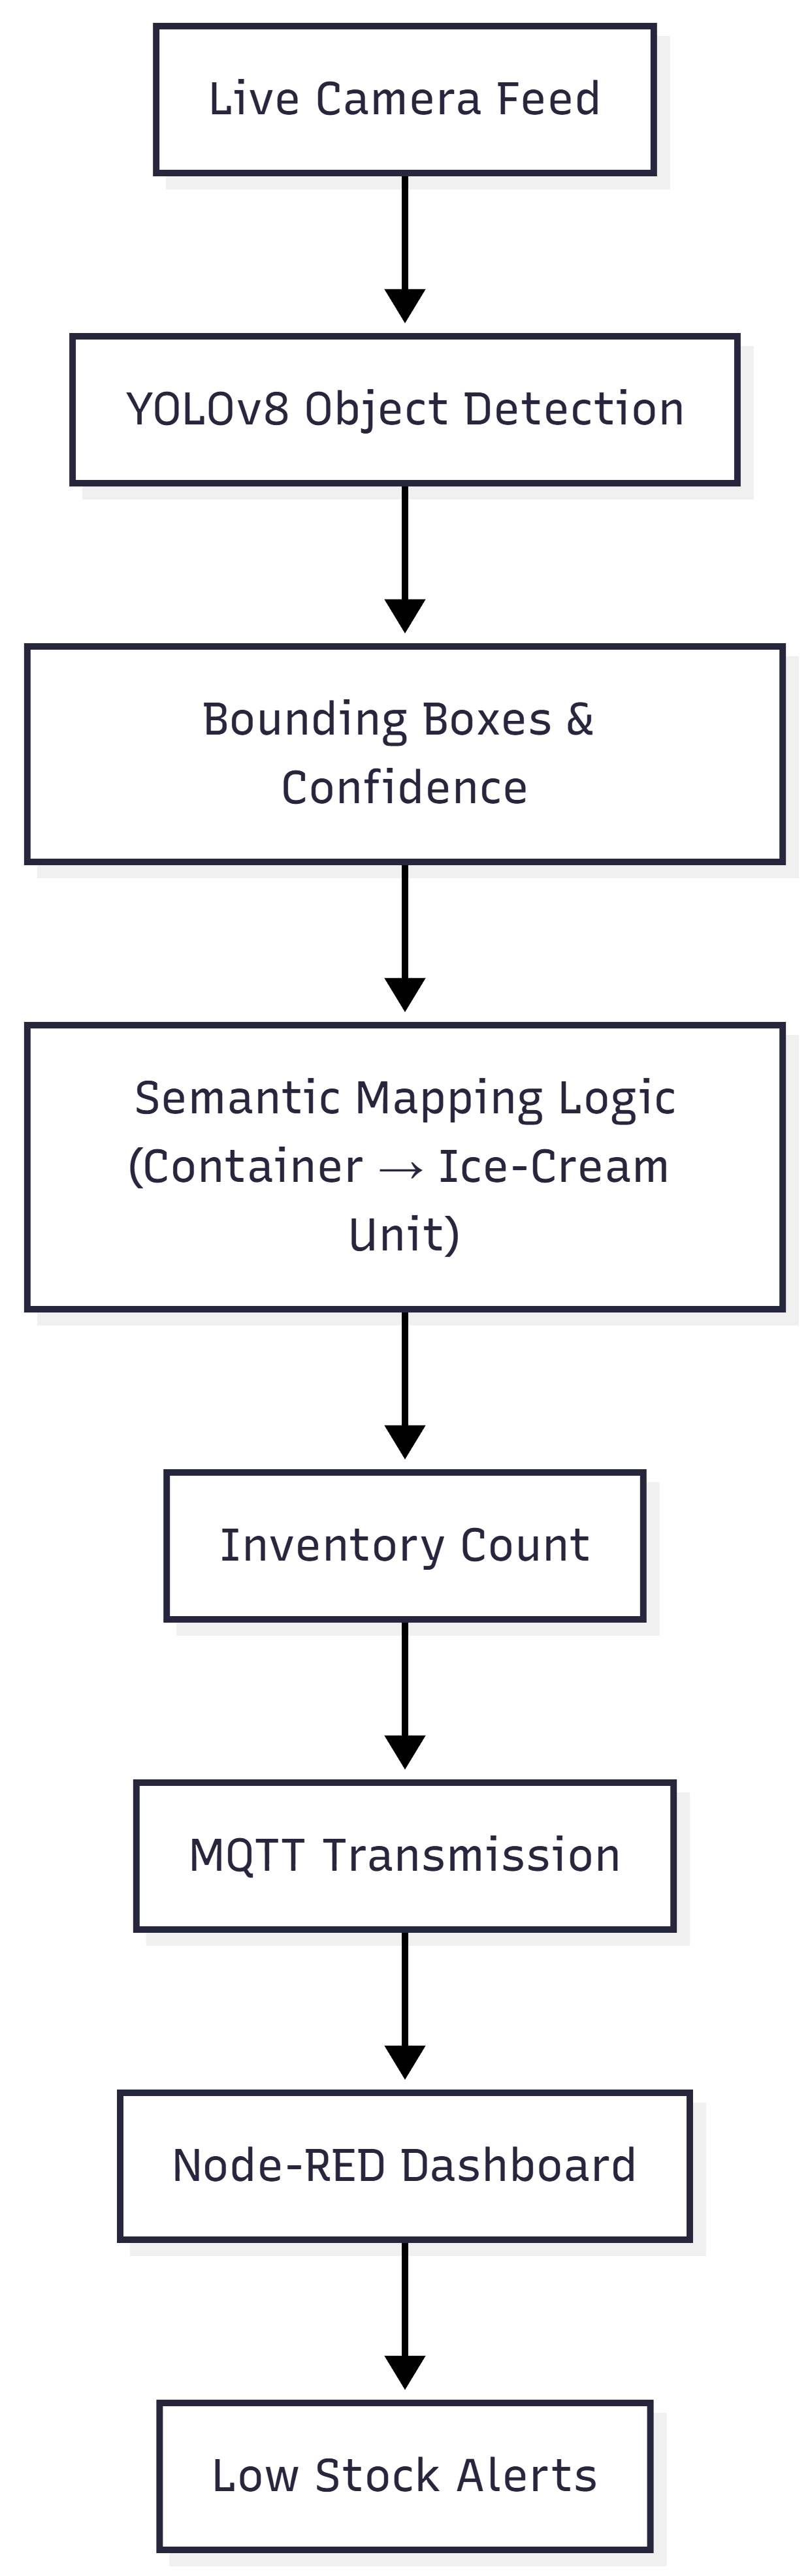 Live Camera Feed
YOLOv8 Object Detection
Bounding Boxes &
Confidence
Semantic Mapping Logic
(Container → Ice-Cream
Unit)
Inventory Count
MQTT Transmission
Node-RED Dashboard
Low Stock Alerts